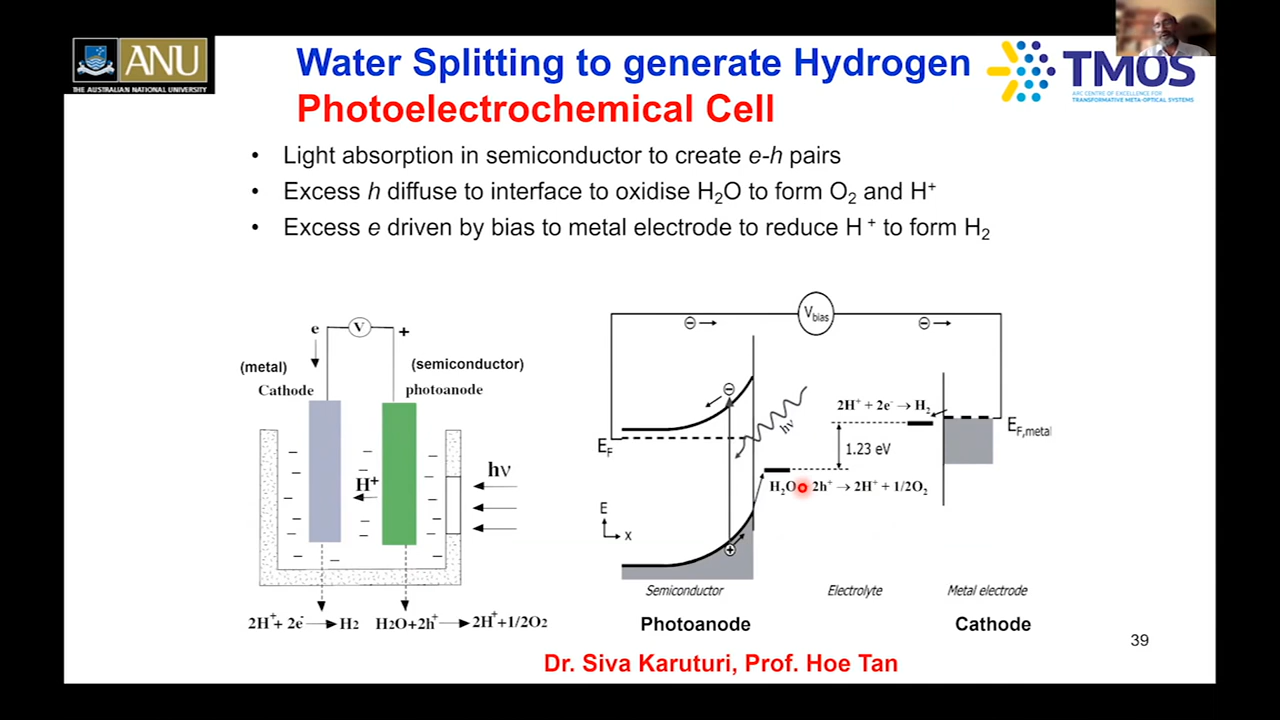 ANU
THE AUSTRALIAN NATIONAL UNIVERSITY
Water Splitting to generate Hydrogen
Photoelectrochemical Cell
TMOS
ARC CENTRE OF EXCELLENCE FOR
TRANSFORMATIVE META-OPTICAL SYSTEMS
• Light absorption in semiconductor to create e-h pairs
• Excess h diffuse to interface to oxidise H₂O to form O₂ and H⁺
• Excess e driven by bias to metal electrode to reduce H⁺ to form H₂
e
V
+
(metal)
(semiconductor)
Cathode
photoanode
H⁺
hν
2H⁺+ 2e⁻ → H2
H2O+2h⁺ → 2H⁺+1/2O2
V bias
E_F
hν
2H⁺ + 2e⁻ → H₂
E_F,metal
1.23 eV
H₂O 2h⁺ → 2H⁺ + 1/2O₂
E
x
Semiconductor
Electrolyte
Metal electrode
Photoanode
Cathode
39
Dr. Siva Karuturi, Prof. Hoe Tan